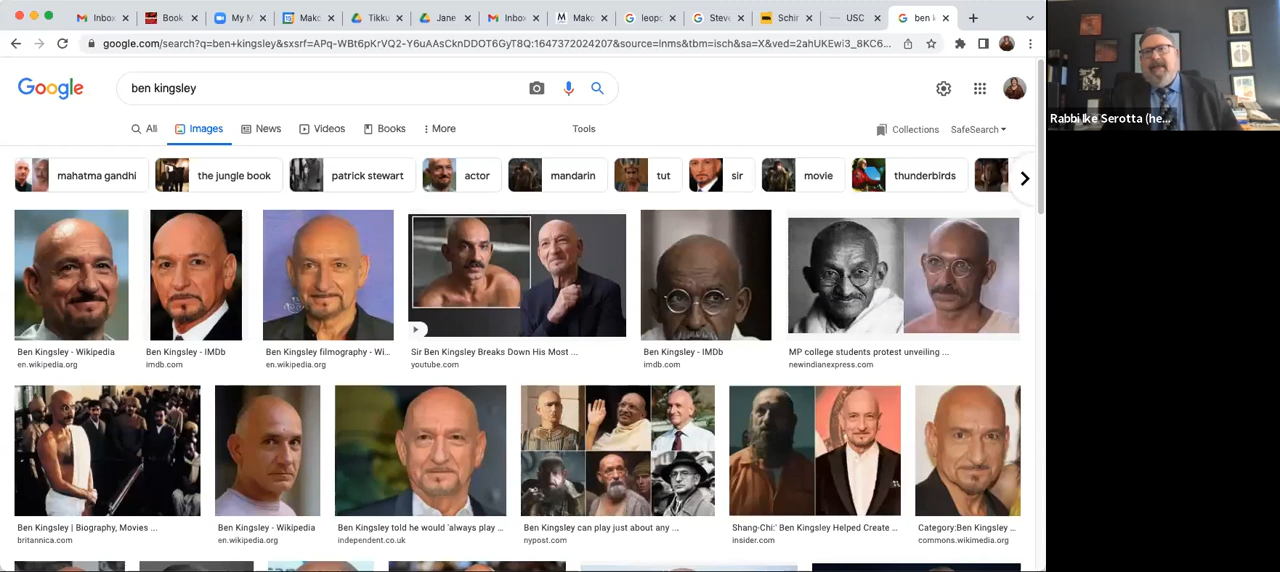 Inbox
Book
My M
Mako
Tikku
Jane
Inbox
Mako
leopo
Steve
Schir
USC
ben k
google.com/search?q=ben+kingsley&sxsrf=APq-WBt6pKrVQ2-Y6uAAsCknDDOT6GyT8Q:1647372024207&source=lnms&tbm=isch&sa=X&ved=2ahUKEwi3_8KC6...
Google
ben kingsley
All Images News Videos Books More Tools Collections SafeSearch
mahatma gandhi the jungle book patrick stewart actor mandarin tut sir movie thunderbirds
Rabbi Ike Serotta (he...
Ben Kingsley - Wikipedia
en.wikipedia.org
Ben Kingsley - IMDb
imdb.com
Ben Kingsley filmography - Wi...
en.wikipedia.org
Sir Ben Kingsley Breaks Down His Most ...
youtube.com
Ben Kingsley - IMDb
imdb.com
MP college students protest unveiling ...
newindianexpress.com
Ben Kingsley | Biography, Movies ...
britannica.com
Ben Kingsley - Wikipedia
en.wikipedia.org
Ben Kingsley told he would 'always play ...
independent.co.uk
Ben Kingsley can play just about any ...
nypost.com
Shang-Chi:' Ben Kingsley Helped Create ...
insider.com
Category:Ben Kingsley ...
commons.wikimedia.org